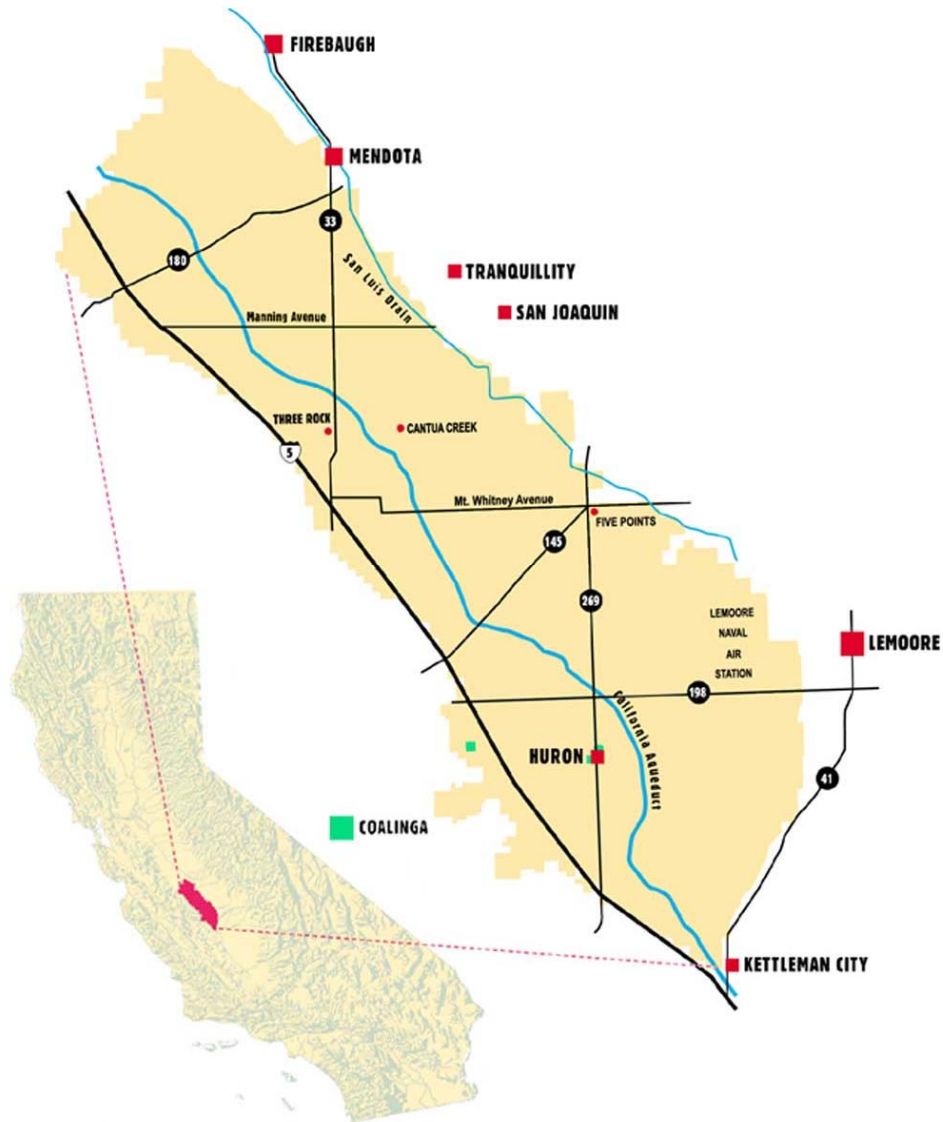 FIREBAUGH
MENDOTA
33
180
San Luis Drain
TRANQUILLITY
SAN JOAQUIN
Manning Avenue
THREE ROCK
CANTUA CREEK
5
Mt. Whitney Avenue
FIVE POINTS
145
269
LEMOORE
NAVAL
AIR
STATION
LEMOORE
198
California Aqueduct
HURON
41
COALINGA
KETTLEMAN CITY